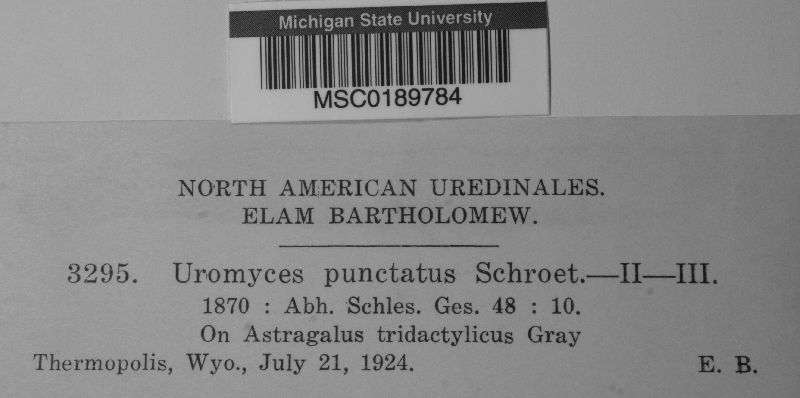 Michigan State University
MSC0189784
NORTH AMERICAN UREDINALES.
ELAM BARTHOLOMEW.
3295. Uromyces punctatus Schroet.—II—III.
1870 : Abh. Schles. Ges. 48 : 10.
On Astragalus tridactylicus Gray
Thermopolis, Wyo., July 21, 1924. E. B.